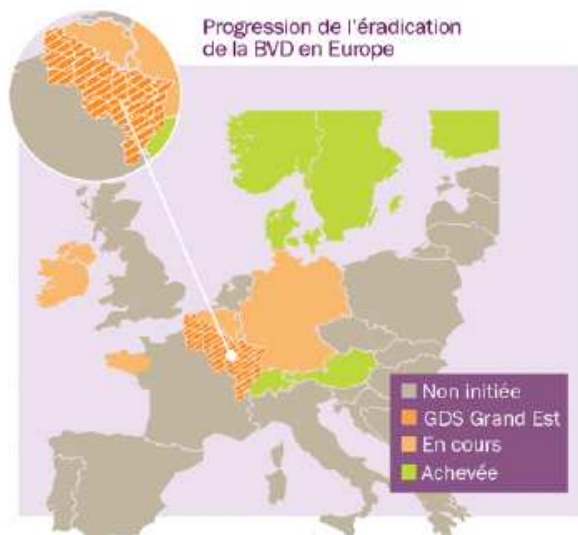 Progression de l'éradication
de la BVD en Europe
Non initiée
GDS Grand Est
En cours
Achevée